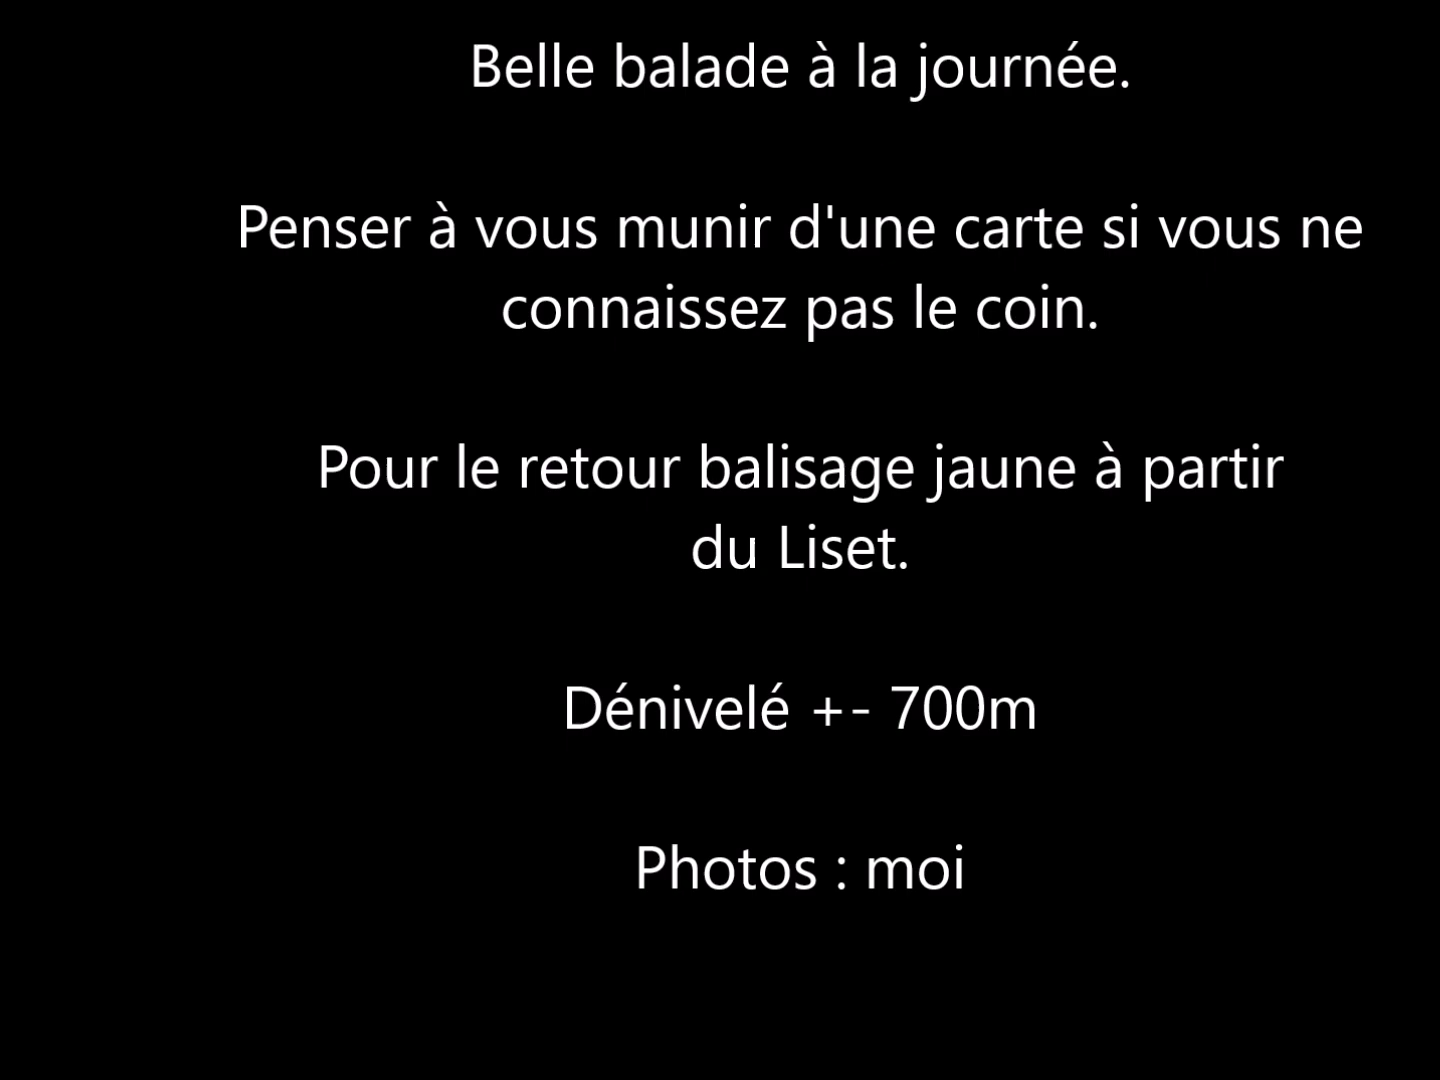 Belle balade à la journée.
Penser à vous munir d'une carte si vous ne
connaissez pas le coin.
Pour le retour balisage jaune à partir
du Liset.
Dénivelé +- 700m
Photos : moi